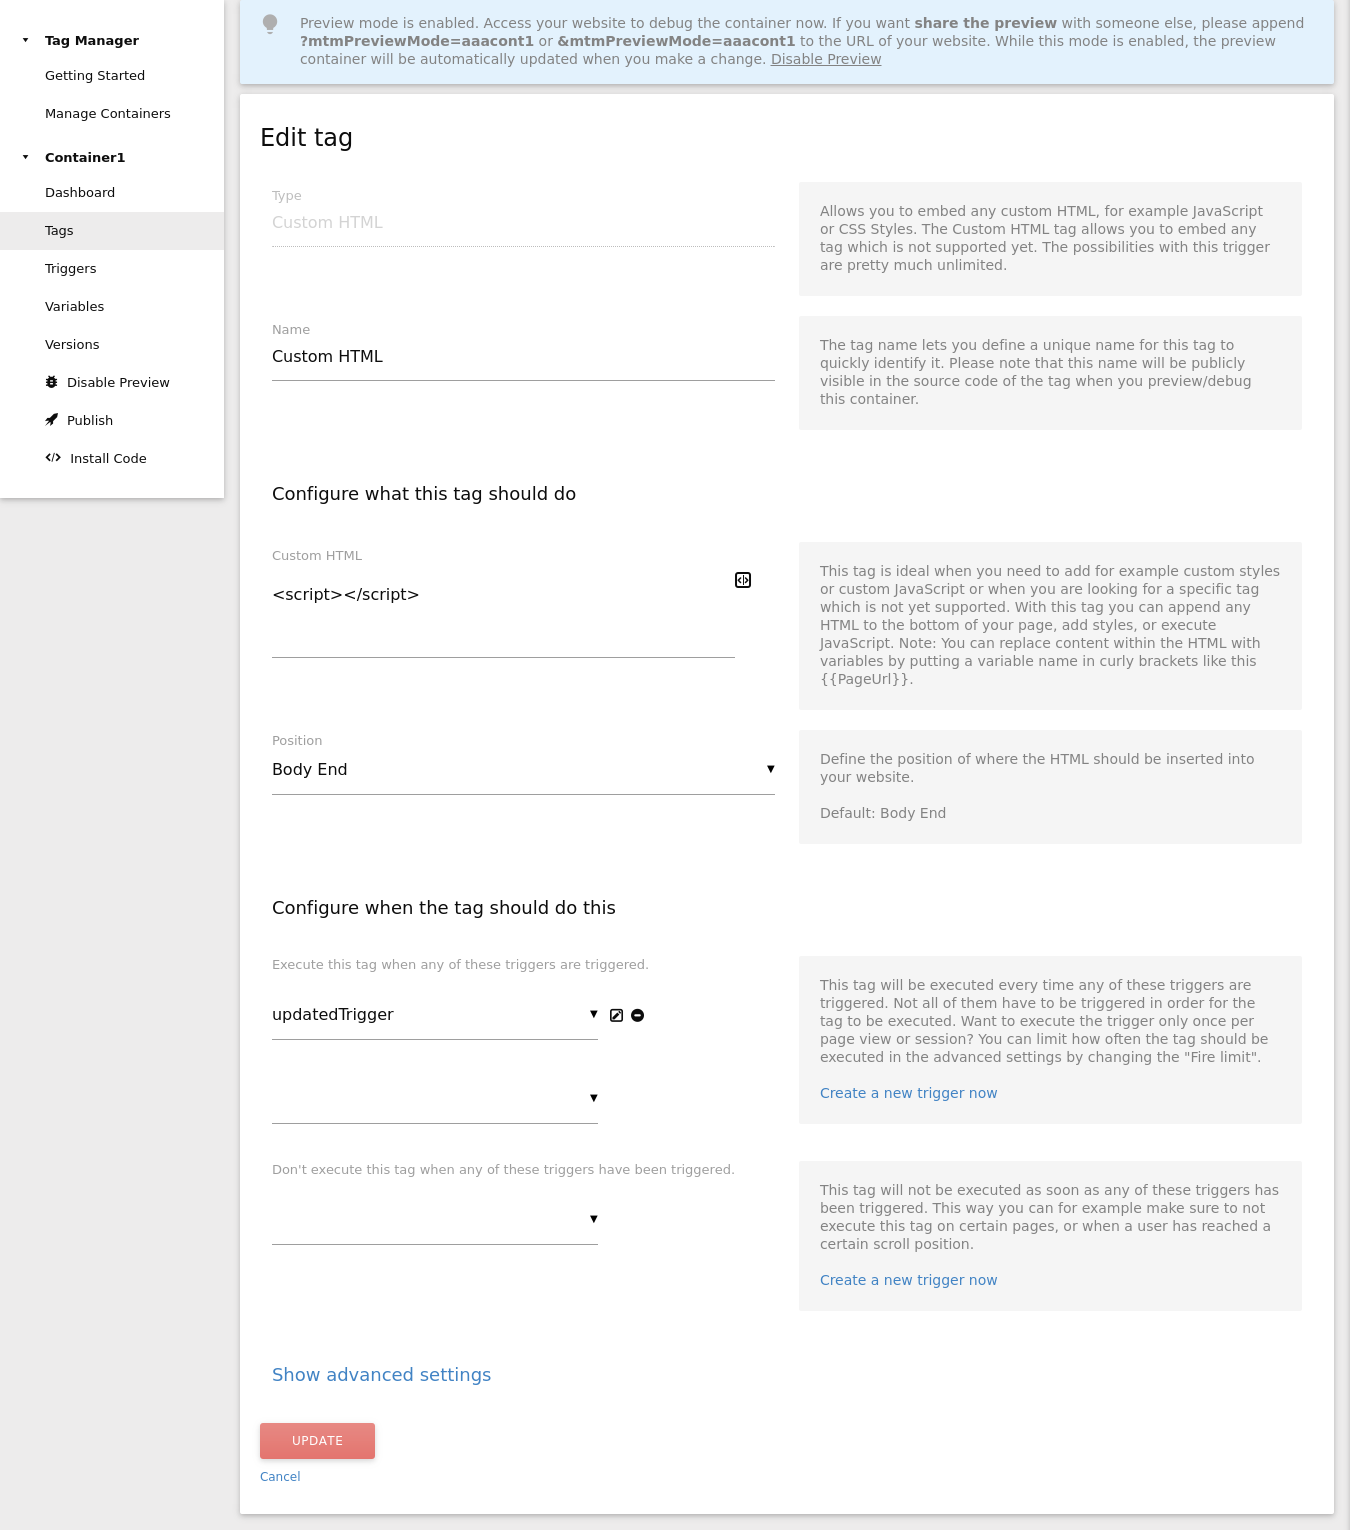 Tag Manager
Getting Started
Manage Containers
Container1
Dashboard
Tags
Triggers
Variables
Versions
Disable Preview
Publish
Install Code
Preview mode is enabled. Access your website to debug the container now. If you want share the preview with someone else, please append
?mtmPreviewMode=aaacont1 or &mtmPreviewMode=aaacont1 to the URL of your website. While this mode is enabled, the preview
container will be automatically updated when you make a change. Disable Preview
Edit tag
Type
Custom HTML
Allows you to embed any custom HTML, for example JavaScript
or CSS Styles. The Custom HTML tag allows you to embed any
tag which is not supported yet. The possibilities with this trigger
are pretty much unlimited.
Name
Custom HTML
The tag name lets you define a unique name for this tag to
quickly identify it. Please note that this name will be publicly
visible in the source code of the tag when you preview/debug
this container.
Configure what this tag should do
Custom HTML
<script></script>
This tag is ideal when you need to add for example custom styles
or custom JavaScript or when you are looking for a specific tag
which is not yet supported. With this tag you can append any
HTML to the bottom of your page, add styles, or execute
JavaScript. Note: You can replace content within the HTML with
variables by putting a variable name in curly brackets like this
{{PageUrl}}.
Position
Body End
Define the position of where the HTML should be inserted into
your website.
Default: Body End
Configure when the tag should do this
Execute this tag when any of these triggers are triggered.
updatedTrigger
This tag will be executed every time any of these triggers are
triggered. Not all of them have to be triggered in order for the
tag to be executed. Want to execute the trigger only once per
page view or session? You can limit how often the tag should be
executed in the advanced settings by changing the "Fire limit".
Create a new trigger now
Don't execute this tag when any of these triggers have been triggered.
This tag will not be executed as soon as any of these triggers has
been triggered. This way you can for example make sure to not
execute this tag on certain pages, or when a user has reached a
certain scroll position.
Create a new trigger now
Show advanced settings
UPDATE
Cancel